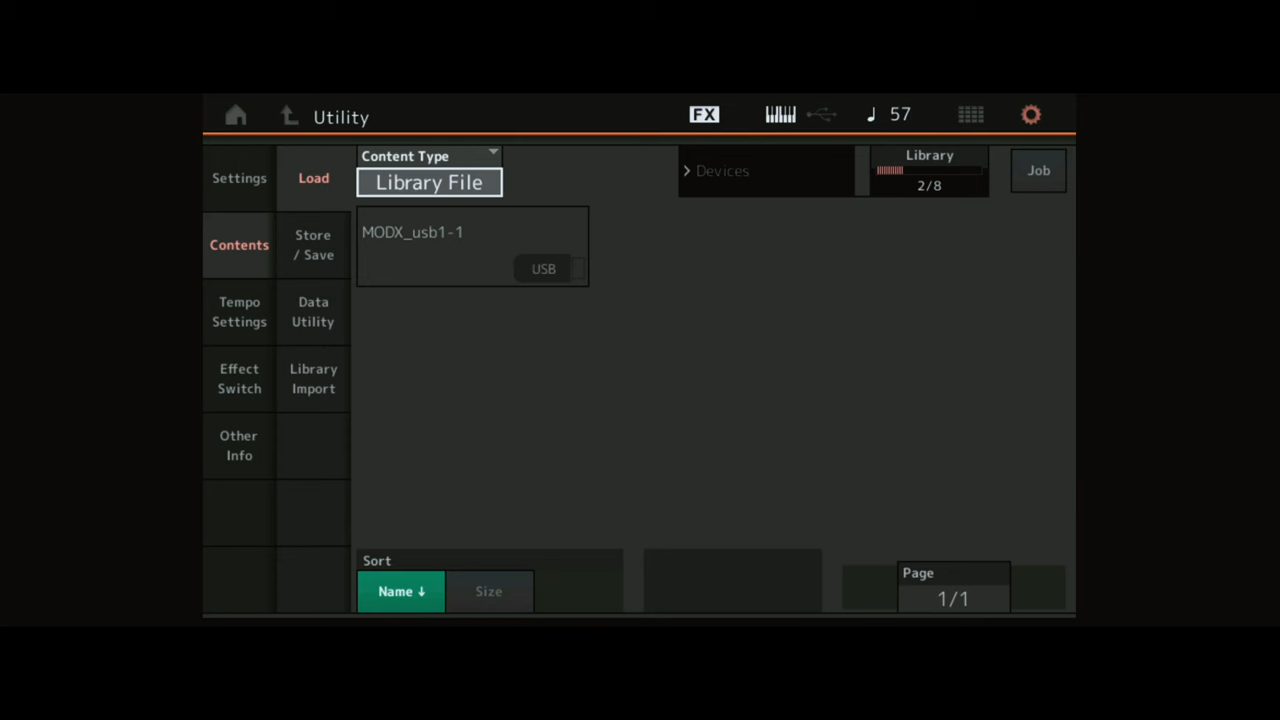 Utility
FX
♩ 57
Settings
Load
Content Type
Library File
> Devices
Library
2/8
Job
Contents
Store
/ Save
MODX_usb1-1
USB
Tempo
Settings
Data
Utility
Effect
Switch
Library
Import
Other
Info
Sort
Name ↓
Size
Page
1/1